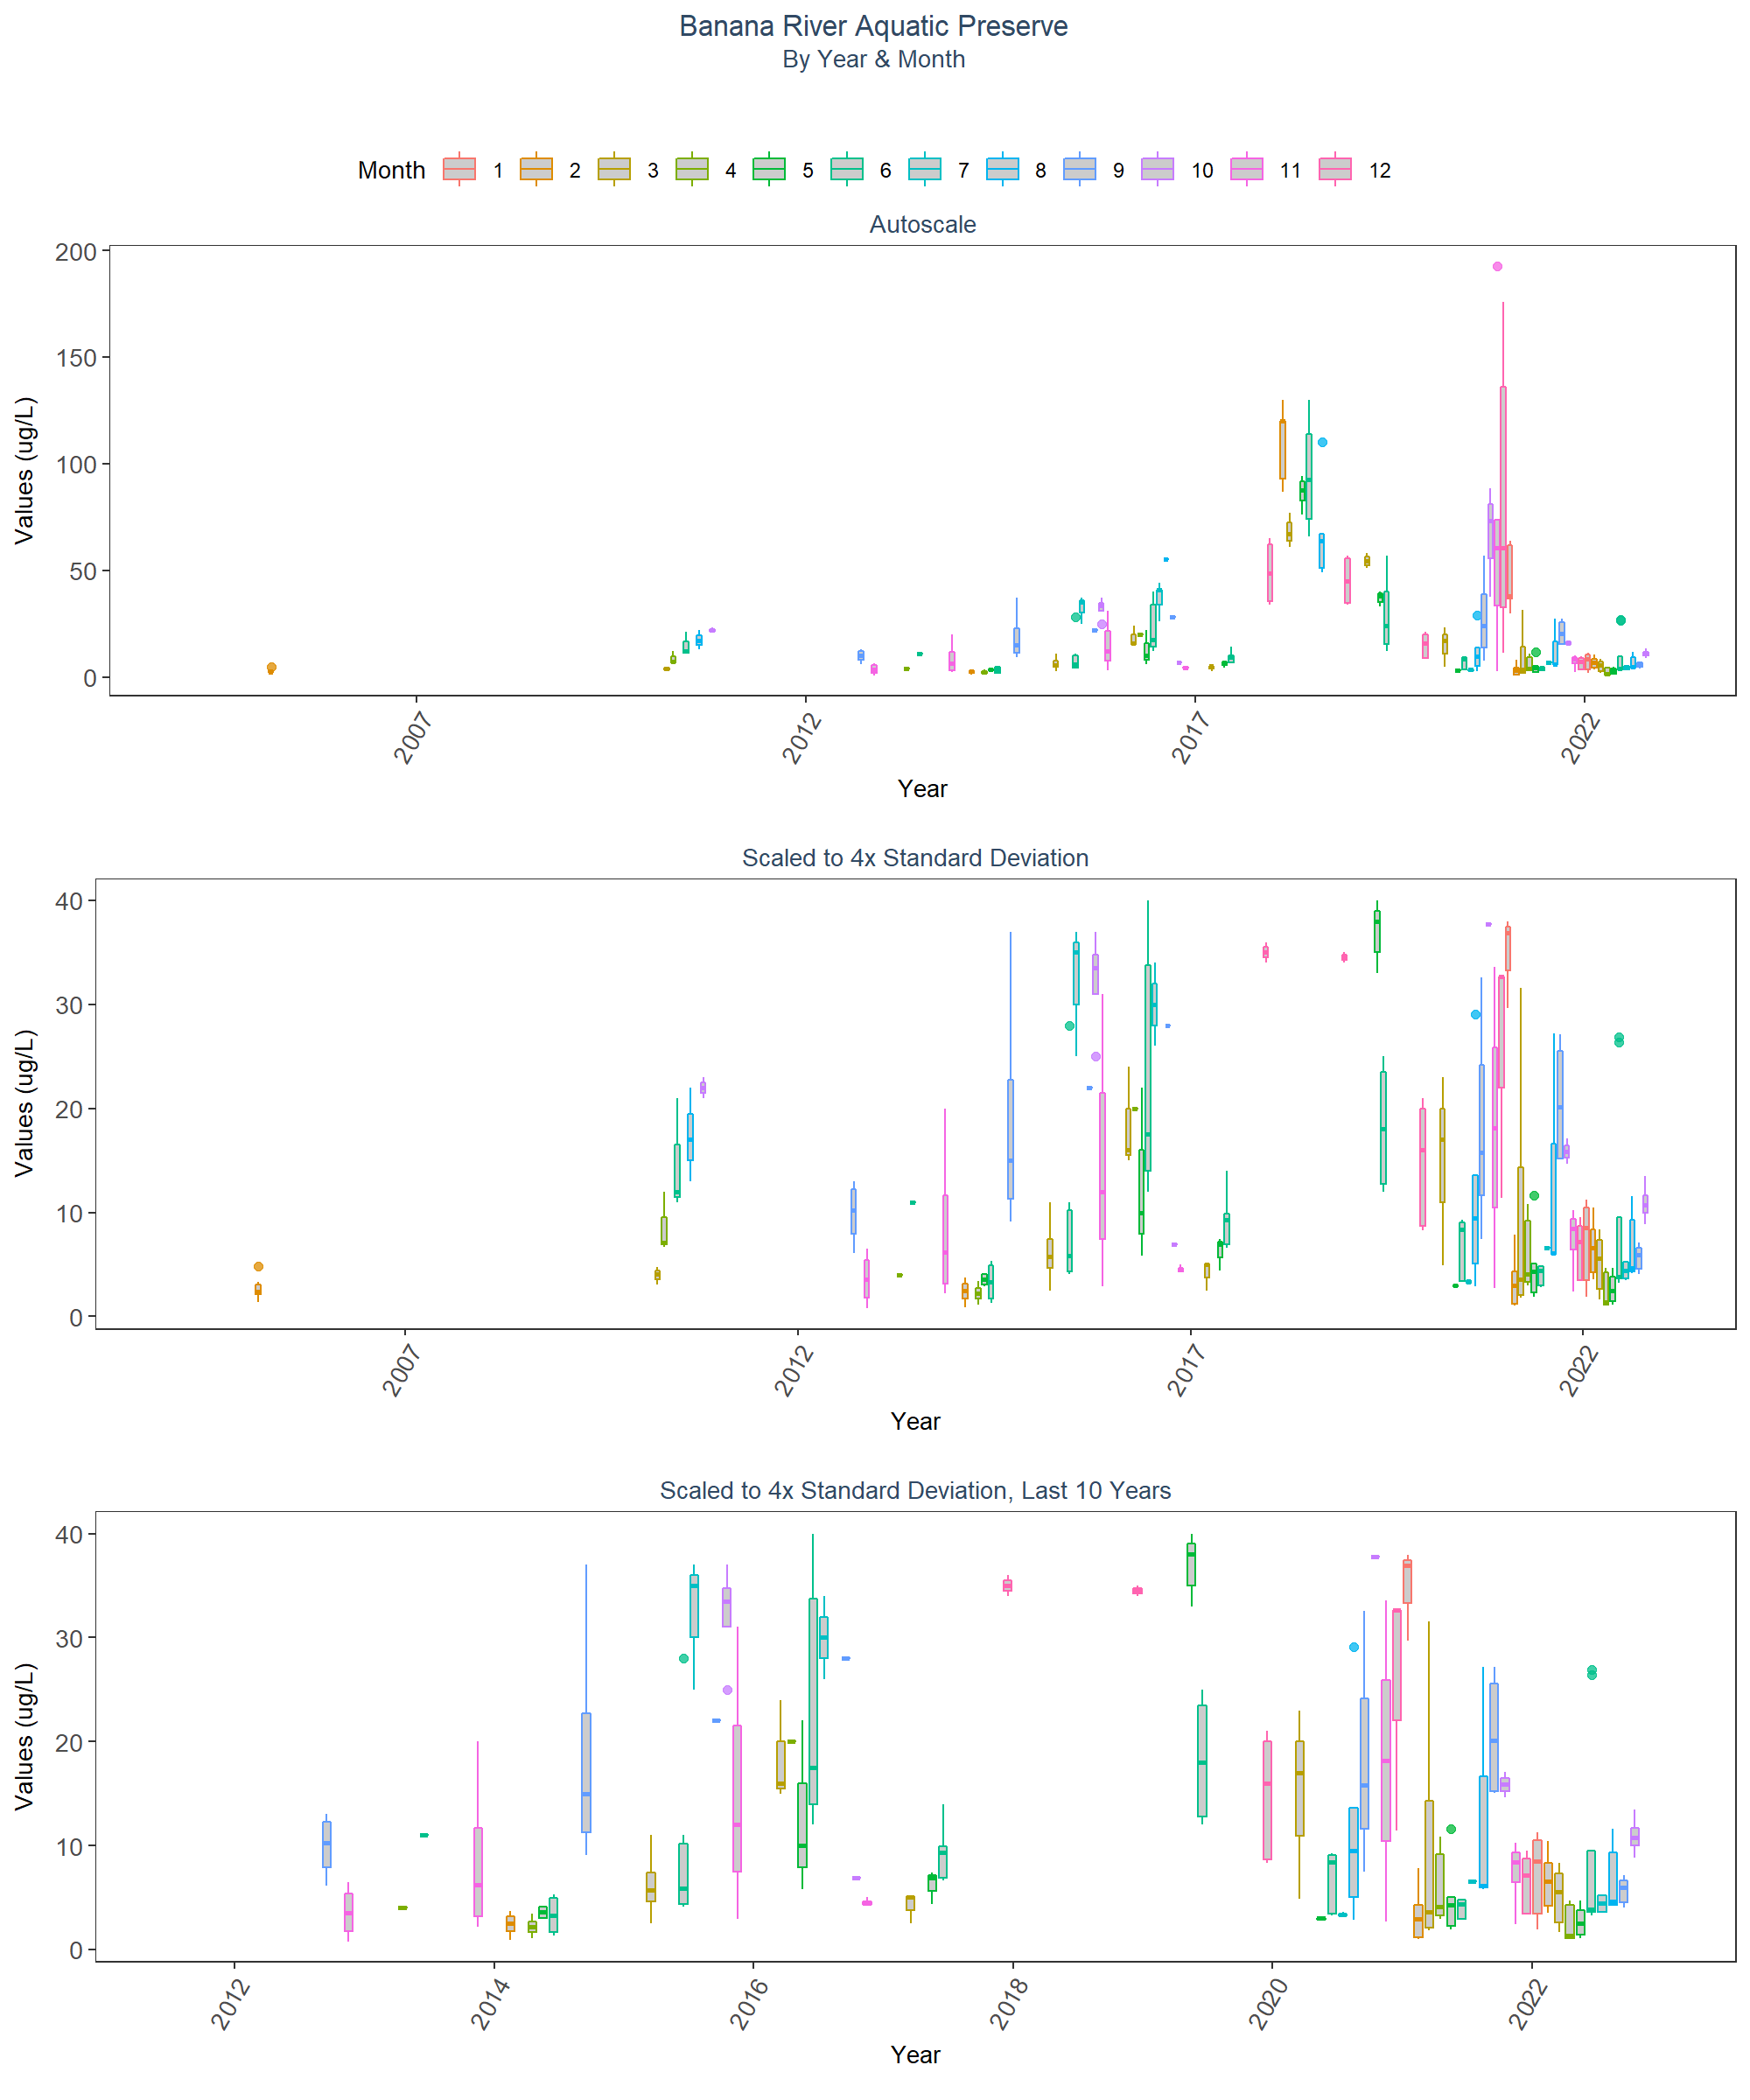 Banana River Aquatic Preserve
By Year & Month
Month 1 2 3 4 5 6 7 8 9 10 11 12
Autoscale
Values (ug/L)
200
150
100
50
0
2007 2012 2017 2022
Year
Scaled to 4x Standard Deviation
Values (ug/L)
40
30
20
10
0
2007 2012 2017 2022
Year
Scaled to 4x Standard Deviation, Last 10 Years
Values (ug/L)
40
30
20
10
0
2012 2014 2016 2018 2020 2022
Year